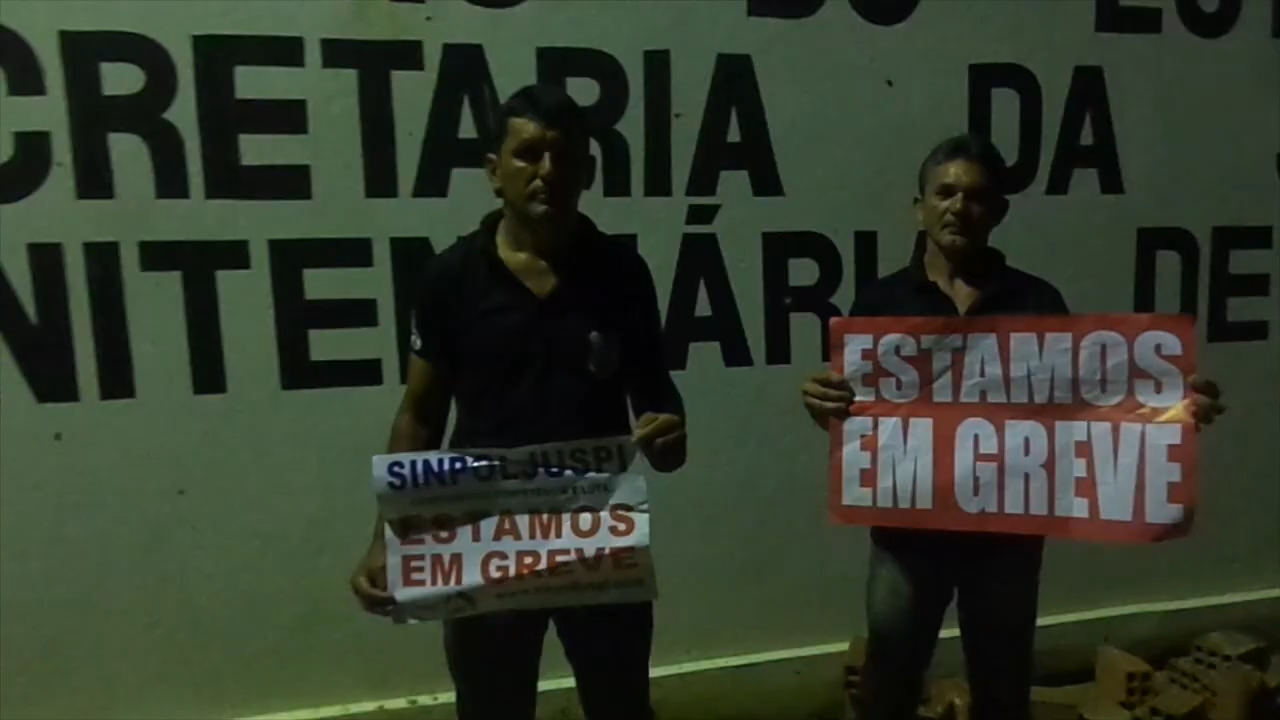 CRETARIA DA
NITEN ÁRI DE
SINPOLJUSPI
ESTAMOS
EM GREVE
ESTAMOS
EM GREVE